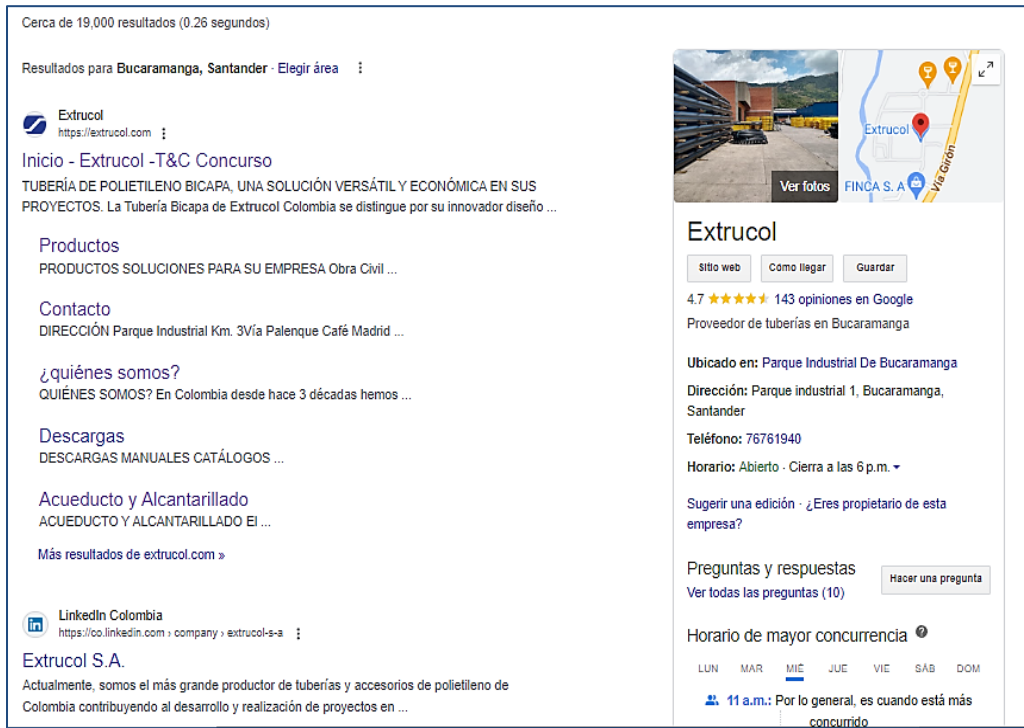 Cerca de 19,000 resultados (0.26 segundos)
Resultados para Bucaramanga, Santander · Elegir área
Extrucol
https://extrucol.com
Inicio - Extrucol -T&C Concurso
TUBERÍA DE POLIETILENO BICAPA, UNA SOLUCIÓN VERSÁTIL Y ECONÓMICA EN SUS
PROYECTOS. La Tubería Bicapa de Extrucol Colombia se distingue por su innovador diseño ...
Productos
PRODUCTOS SOLUCIONES PARA SU EMPRESA Obra Civil ...
Contacto
DIRECCIÓN Parque Industrial Km. 3Vía Palenque Café Madrid ...
¿quiénes somos?
QUIÉNES SOMOS? En Colombia desde hace 3 décadas hemos ...
Descargas
DESCARGAS MANUALES CATÁLOGOS ...
Acueducto y Alcantarillado
ACUEDUCTO Y ALCANTARILLADO El ...
Más resultados de extrucol.com »
LinkedIn Colombia
https://co.linkedin.com › company › extrucol-s-a
Extrucol S.A.
Actualmente, somos el más grande productor de tuberías y accesorios de polietileno de
Colombia contribuyendo al desarrollo y realización de proyectos en ...
Ver fotos
Extrucol
FINCA S. A
Vía Girón
Extrucol
Sitio web
Cómo llegar
Guardar
4.7 143 opiniones en Google
Proveedor de tuberías en Bucaramanga
Ubicado en: Parque Industrial De Bucaramanga
Dirección: Parque industrial 1, Bucaramanga,
Santander
Teléfono: 76761940
Horario: Abierto · Cierra a las 6 p.m.
Sugerir una edición · ¿Eres propietario de esta
empresa?
Preguntas y respuestas
Ver todas las preguntas (10)
Hacer una pregunta
Horario de mayor concurrencia
LUN MAR MIÉ JUE VIE SÁB DOM
11 a.m.: Por lo general, es cuando está más
concurrido